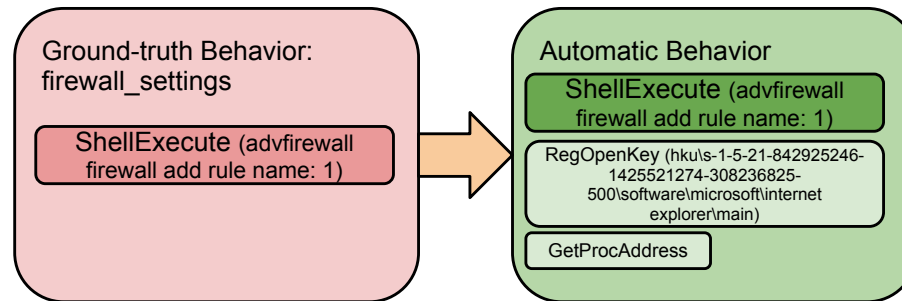 Ground-truth Behavior:
firewall_settings
ShellExecute (advfirewall
firewall add rule name: 1)
Automatic Behavior
ShellExecute (advfirewall
firewall add rule name: 1)
RegOpenKey (hku\s-1-5-21-842925246-
1425521274-308236825-
500\software\microsoft\internet
explorer\main)
GetProcAddress